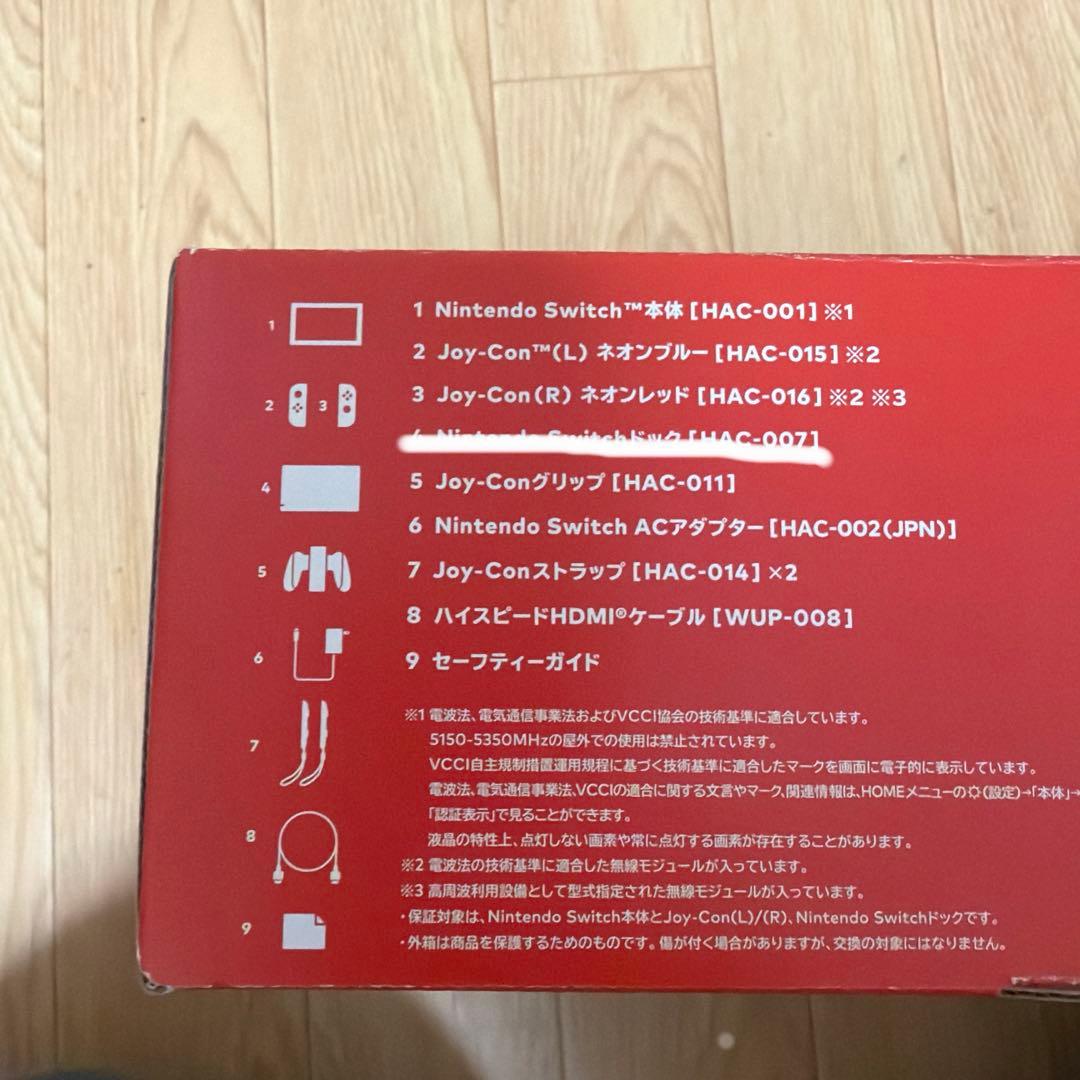 1 Nintendo Switch™本体[HAC-001]※1
2 Joy-Con™(L) ネオンブルー[HAC-015]※2
3 Joy-Con(R) ネオンレッド[HAC-016]※2 ※3
4 Nintendo Switchドック[HAC-007]
5 Joy-Conグリップ[HAC-011]
6 Nintendo Switch ACアダプター[HAC-002(JPN)]
7 Joy-Conストラップ[HAC-014]×2
8 ハイスピードHDMI®ケーブル[WUP-008]
9 セーフティーガイド
1
2 3
4
5
6
7
8
9
※1 電波法、電気通信事業法およびVCCI協会の技術基準に適合しています。
5150-5350MHzの屋外での使用は禁止されています。
VCCI自主規制措置運用規程に基づく技術基準に適合したマークを画面に電子的に表示しています。
電波法、電気通信事業法、VCCIの適合に関する文言やマーク、関連情報は、HOMEメニューの(設定)→「本体」→
「認証表示」で見ることができます。
液晶の特性上、点灯しない画素や常に点灯する画素が存在することがあります。
※2 電波法の技術基準に適合した無線モジュールが入っています。
※3 高周波利用設備として型式指定された無線モジュールが入っています。
・保証対象は、Nintendo Switch本体とJoy-Con(L)/(R)、Nintendo Switchドックです。
・外箱は商品を保護するためのものです。傷が付く場合がありますが、交換の対象にはなりません。